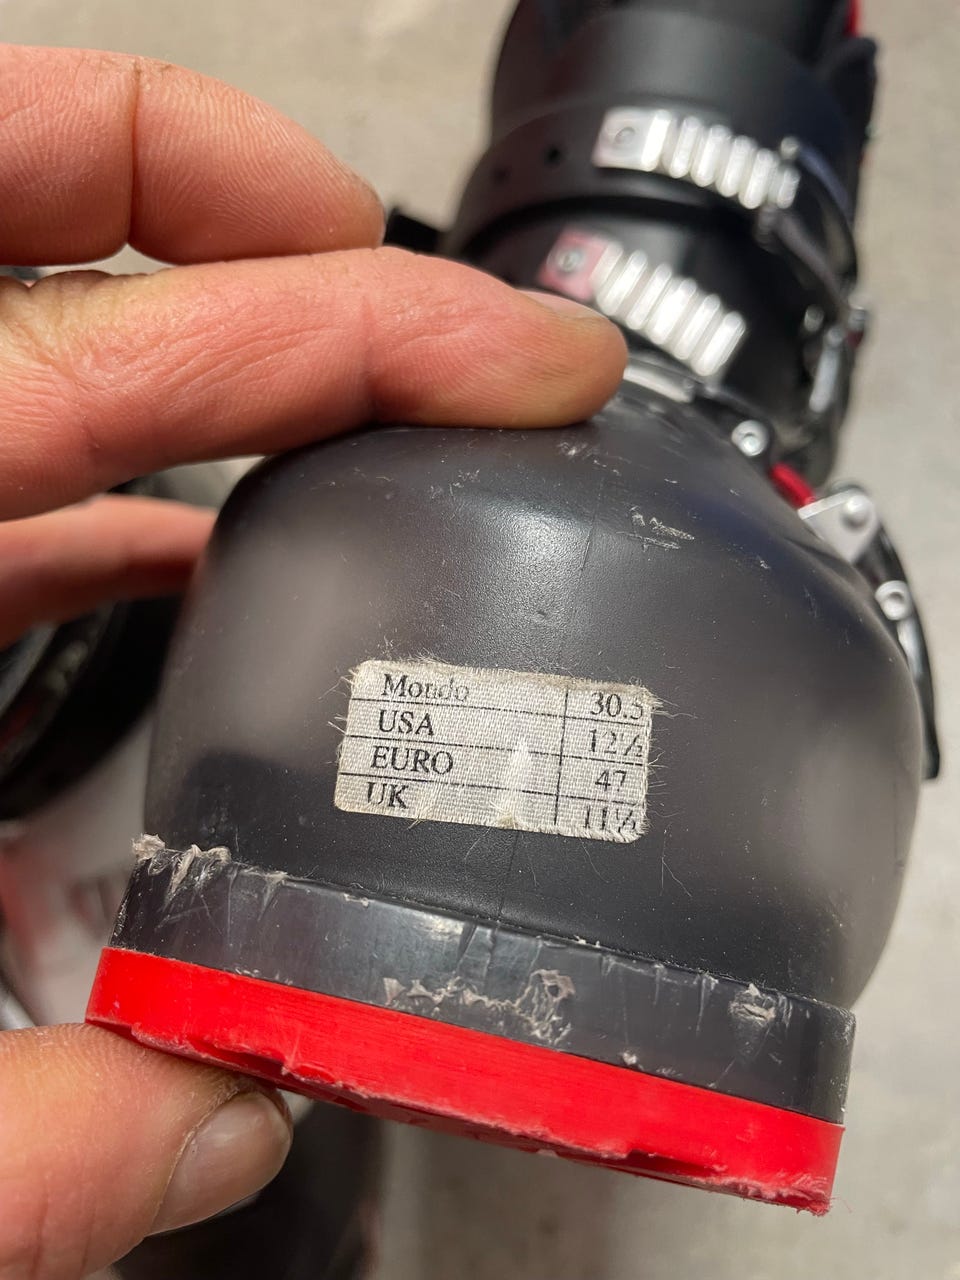 Mondo 30.5
USA 12½
EURO 47
UK 11½